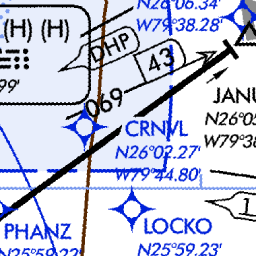 N26°06.34'
W79°38.28'
(H) (H)
DHP
43
99'
069
JANU
CRNVL
N26°02.27'
W79°44.80'
N26°05
W79°38
1
PHANZ
N25°59.22'
LOCKO
N25°59.23'